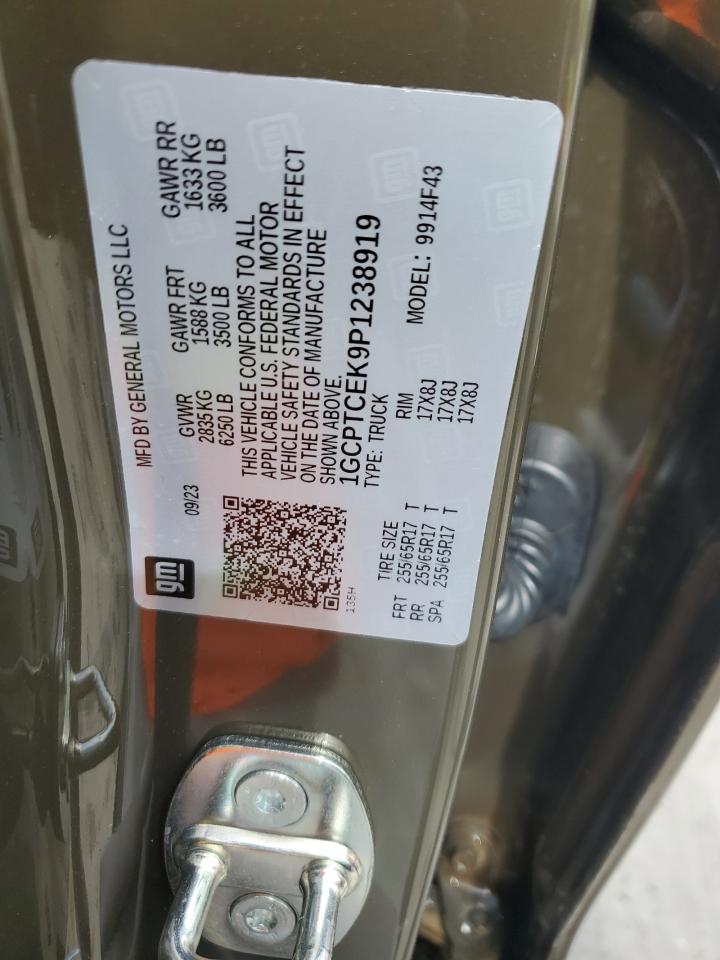 gm
MFD BY GENERAL MOTORS LLC
09/23
GVWR GAWR FRT GAWR RR
2835 KG 1588 KG 1633 KG
6250 LB 3500 LB 3600 LB
THIS VEHICLE CONFORMS TO ALL
APPLICABLE U.S. FEDERAL MOTOR
VEHICLE SAFETY STANDARDS IN EFFECT
ON THE DATE OF MANUFACTURE
SHOWN ABOVE.
1GCPTCEK9P1238919
TYPE: TRUCK
MODEL: 9914F43
135H
TIRE SIZE RIM
FRT 255/65R17 T 17X8J
RR 255/65R17 T 17X8J
SPA 255/65R17 T 17X8J